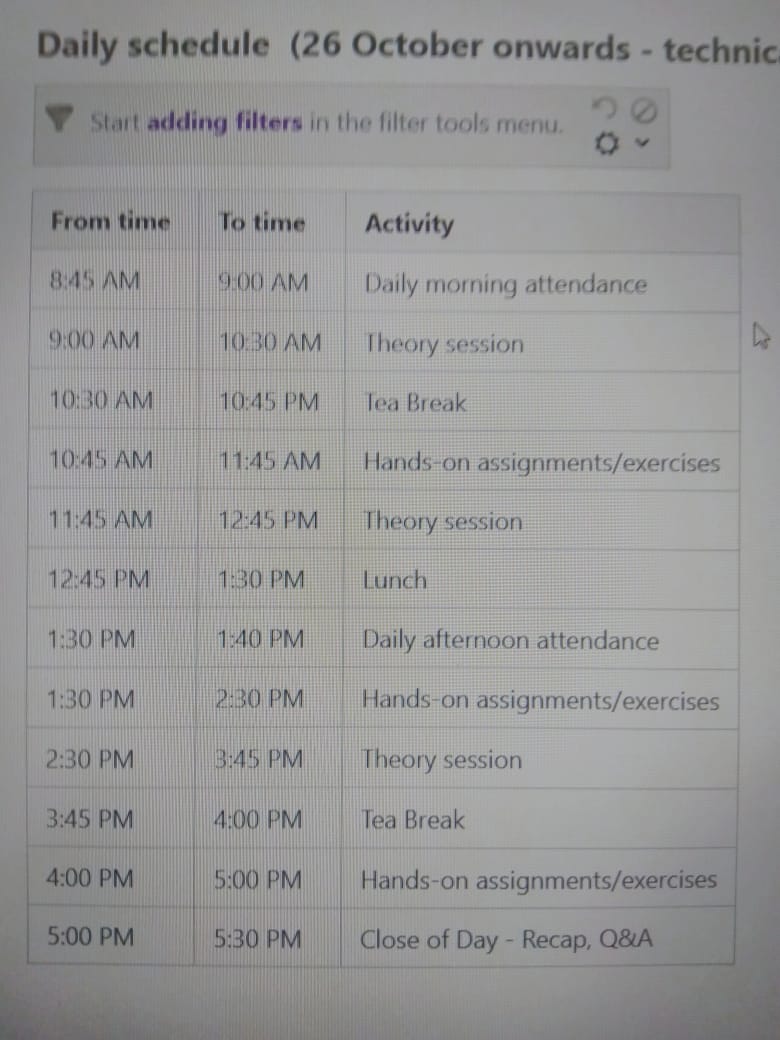 Daily schedule (26 October onwards - technic
Start adding filters in the filter tools menu.
From time To time Activity
8:45 AM 9:00 AM Daily morning attendance
9:00 AM 10:30 AM Theory session
10:30 AM 10:45 PM Tea Break
10:45 AM 11:45 AM Hands-on assignments/exercises
11:45 AM 12:45 PM Theory session
12:45 PM 1:30 PM Lunch
1:30 PM 1:40 PM Daily afternoon attendance
1:30 PM 2:30 PM Hands-on assignments/exercises
2:30 PM 3:45 PM Theory session
3:45 PM 4:00 PM Tea Break
4:00 PM 5:00 PM Hands-on assignments/exercises
5:00 PM 5:30 PM Close of Day - Recap, Q&A